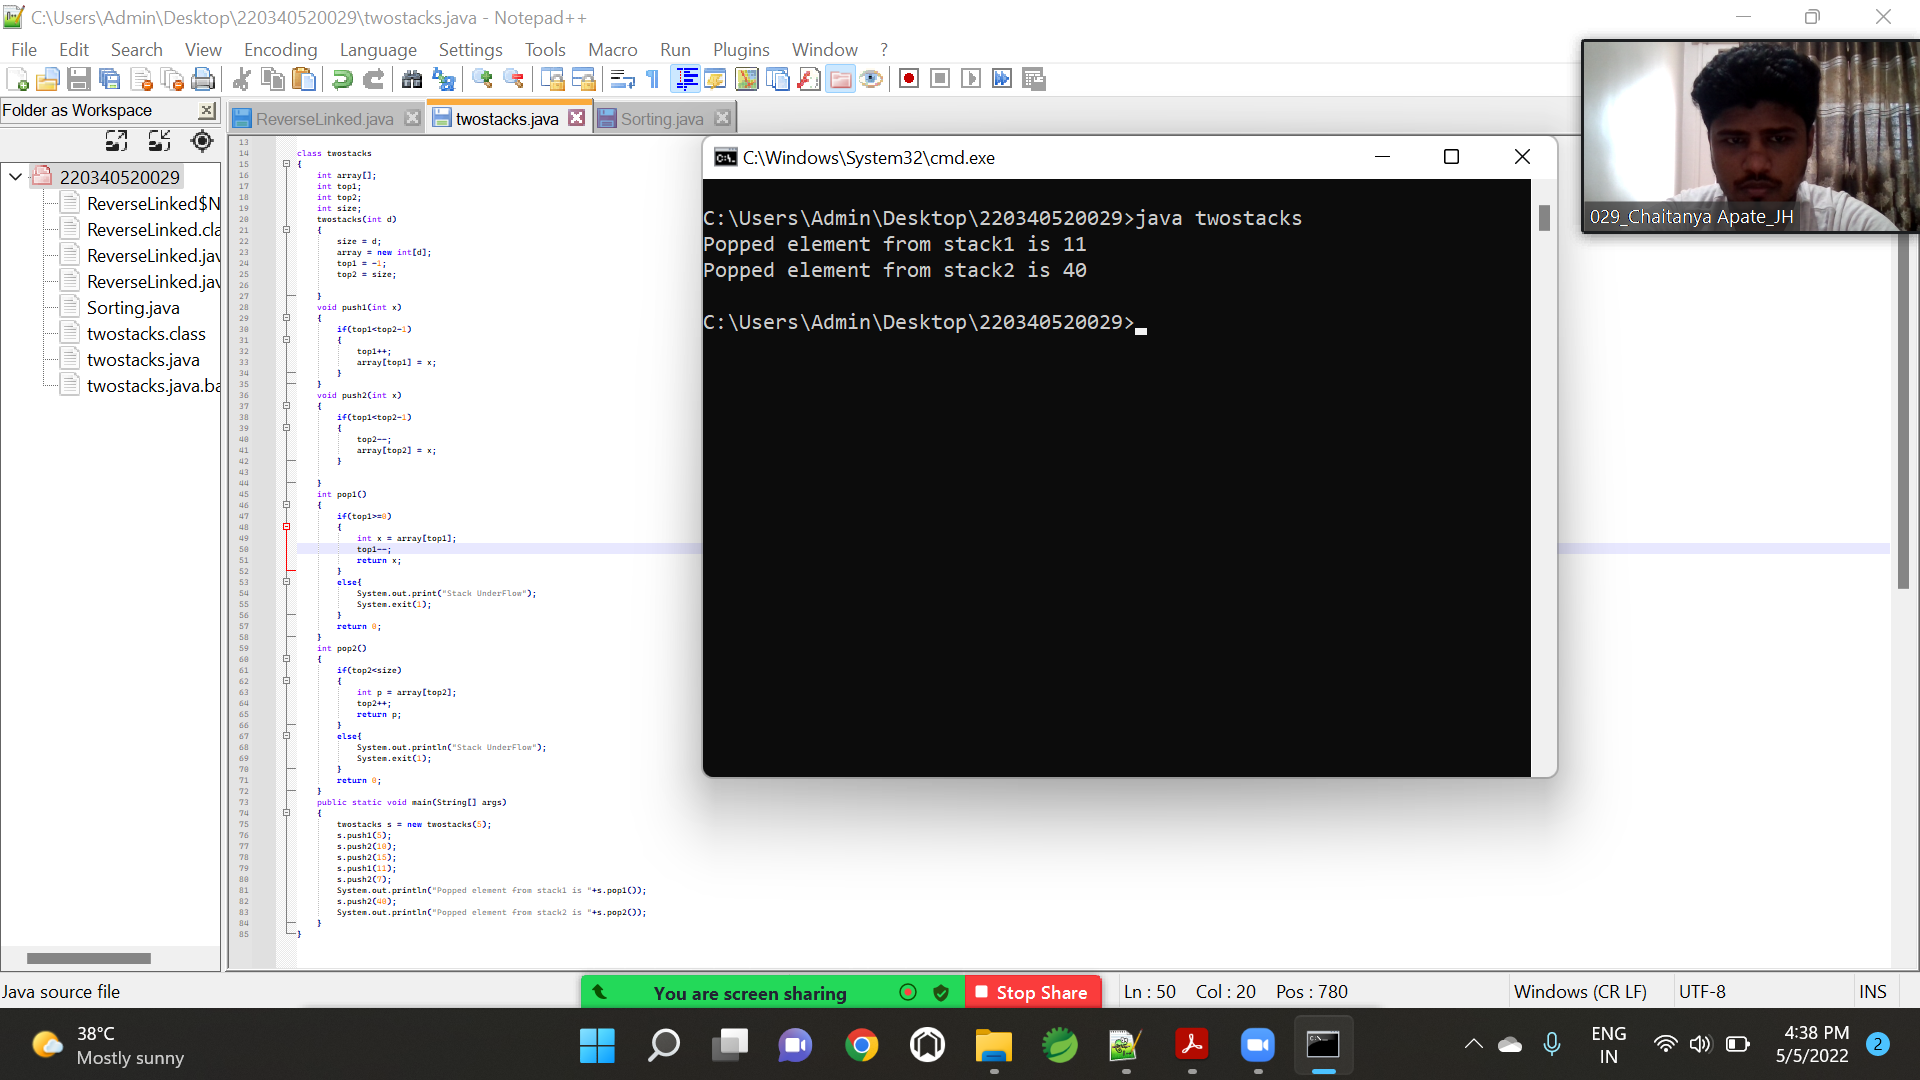 C:\Users\Admin\Desktop\220340520029\twostacks.java - Notepad++
File Edit Search View Encoding Language Settings Tools Macro Run Plugins Window ?
Folder as Workspace
ReverseLinked.java
twostacks.java
Sorting.java
220340520029
ReverseLinked$N
ReverseLinked.cla
ReverseLinked.jav
ReverseLinked.jav
Sorting.java
twostacks.class
twostacks.java
twostacks.java.ba
13
14 class twostacks
15 {
16 int array[];
17 int top1;
18 int top2;
19 int size;
20 twostacks(int d)
21 {
22 size = d;
23 array = new int[d];
24 top1 = -1;
25 top2 = size;
26
27 }
28 void push1(int x)
29 {
30 if(top1<top2-1)
31 {
32 top1++;
33 array[top1] = x;
34 }
35 }
36 void push2(int x)
37 {
38 if(top1<top2-1)
39 {
40 top2--;
41 array[top2] = x;
42 }
43
44 }
45 int pop1()
46 {
47 if(top1>=0)
48 {
49 int x = array[top1];
50 top1--;
51 return x;
52 }
53 else{
54 System.out.print("Stack UnderFlow");
55 System.exit(1);
56 }
57 return 0;
58 }
59 int pop2()
60 {
61 if(top2<size)
62 {
63 int p = array[top2];
64 top2++;
65 return p;
66 }
67 else{
68 System.out.println("Stack UnderFlow");
69 System.exit(1);
70 }
71 return 0;
72 }
73 public static void main(String[] args)
74 {
75 twostacks s = new twostacks(5);
76 s.push1(5);
77 s.push2(10);
78 s.push2(15);
79 s.push1(11);
80 s.push2(7);
81 System.out.println("Popped element from stack1 is "+s.pop1());
82 s.push2(40);
83 System.out.println("Popped element from stack2 is "+s.pop2());
84 }
85 }
C:\Windows\System32\cmd.exe
C:\Users\Admin\Desktop\220340520029>java twostacks
Popped element from stack1 is 11
Popped element from stack2 is 40
C:\Users\Admin\Desktop\220340520029>
029_Chaitanya Apate_JH
Java source file
You are screen sharing
Stop Share
Ln : 50 Col : 20 Pos : 780
Windows (CR LF)
UTF-8
INS
38°C
Mostly sunny
ENG
IN
4:38 PM
5/5/2022
2